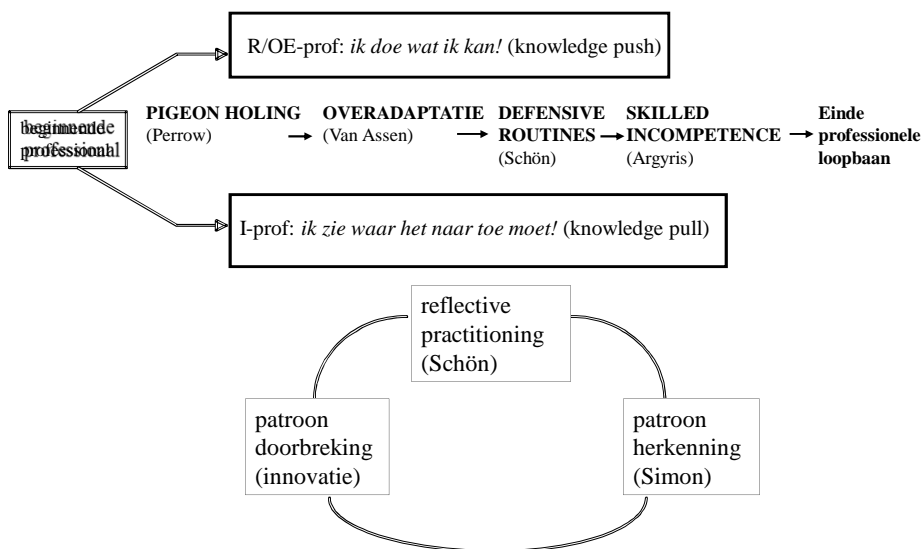 R/OE-prof: ik doe wat ik kan! (knowledge push)
beginnende
professional
PIGEON HOLING
(Perrow)
OVERADAPTATIE
(Van Assen)
DEFENSIVE
ROUTINES
(Schön)
SKILLED
INCOMPETENCE
(Argyris)
Einde
professionele
loopbaan
I-prof: ik zie waar het naar toe moet! (knowledge pull)
reflective
practitioning
(Schön)
patroon
doorbreking
(innovatie)
patroon
herkenning
(Simon)